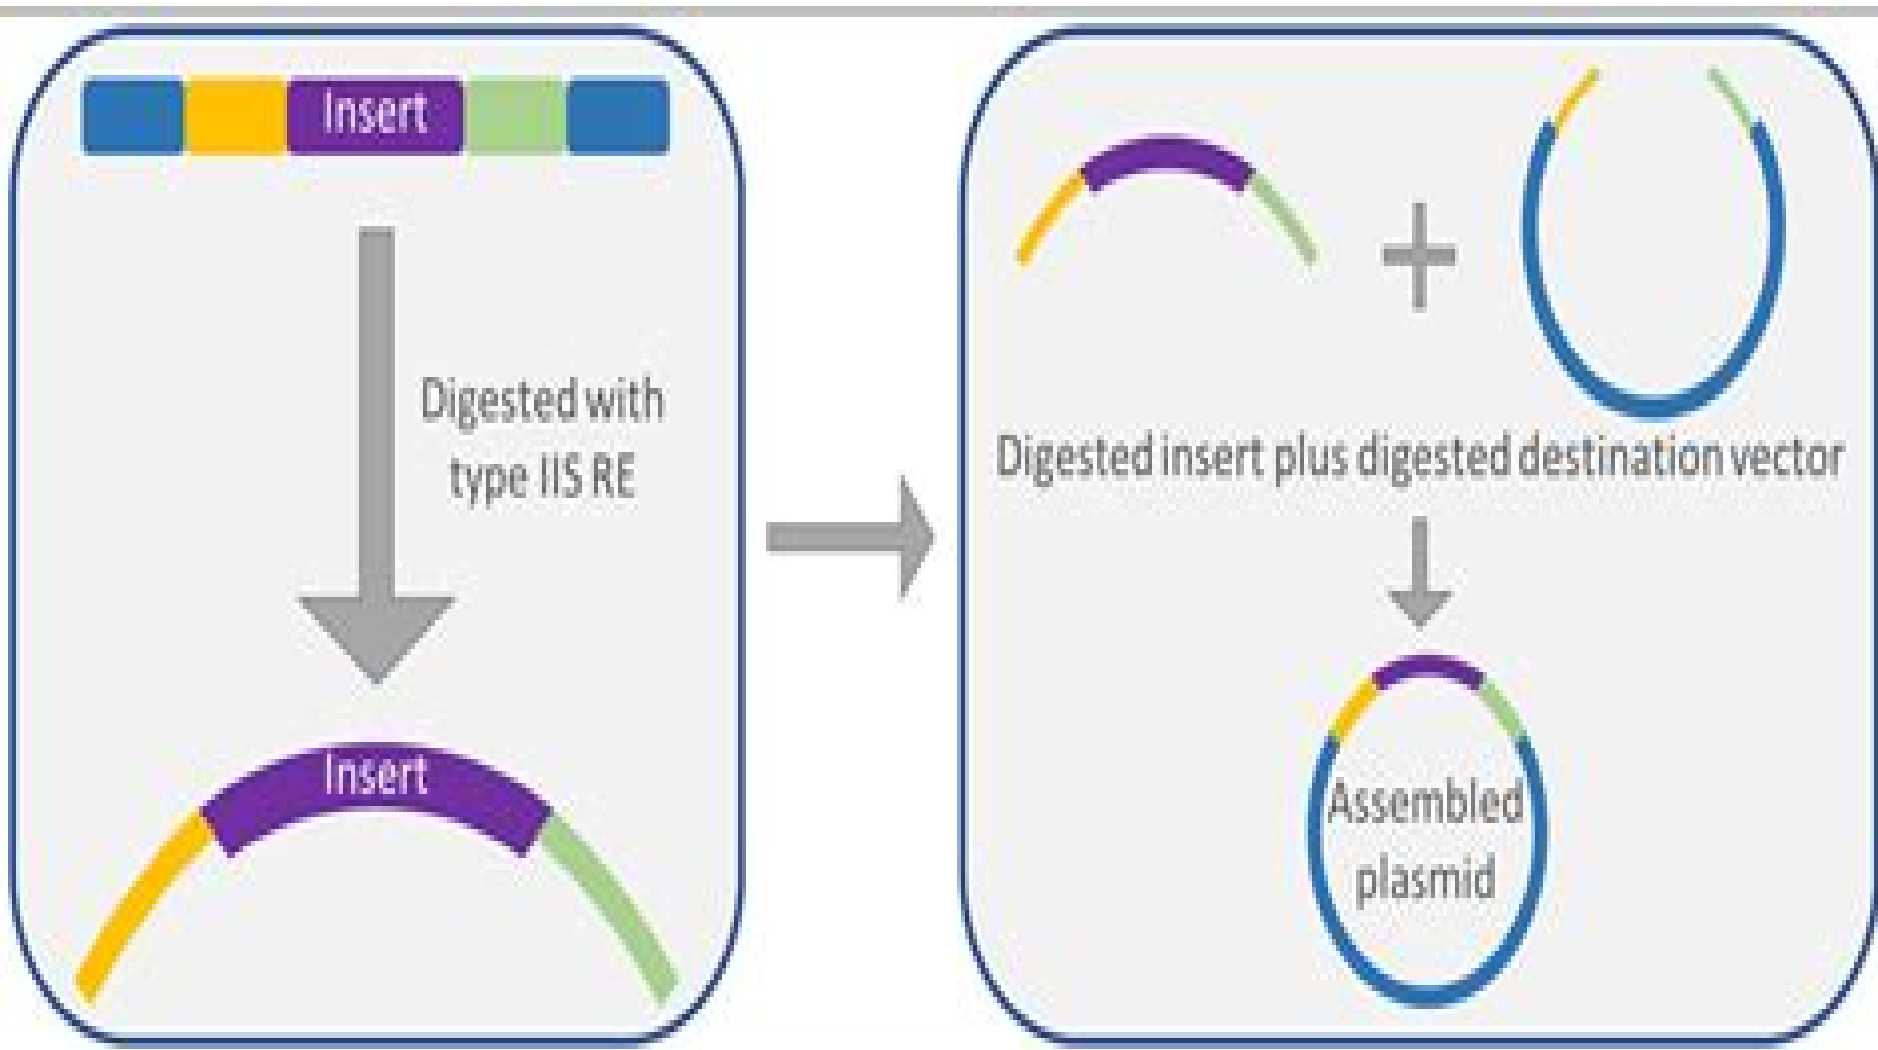 Insert
Digested with
type IIS RE
Insert
Digested insert plus digested destination vector
Assembled
plasmid